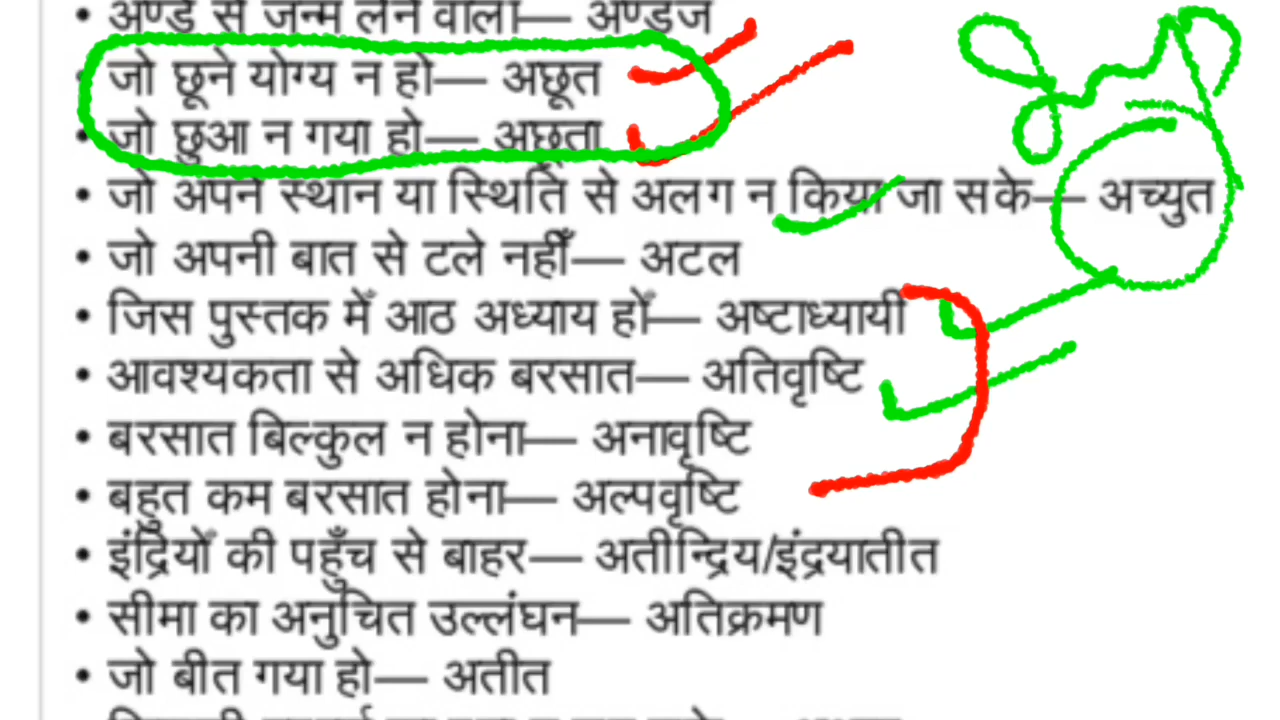 • अण्डे से जन्म लेने वाला— अण्डज
• जो छूने योग्य न हो— अछूत
• जो छुआ न गया हो— अछूता
• जो अपने स्थान या स्थिति से अलग न किया जा सके— अच्युत
• जो अपनी बात से टले नहीं— अटल
• जिस पुस्तक में आठ अध्याय हों— अष्टाध्यायी
• आवश्यकता से अधिक बरसात— अतिवृष्टि
• बरसात बिल्कुल न होना— अनावृष्टि
• बहुत कम बरसात होना— अल्पवृष्टि
• इंद्रियों की पहुँच से बाहर— अतीन्द्रिय/इंद्रयातीत
• सीमा का अनुचित उल्लंघन— अतिक्रमण
• जो बीत गया हो— अतीत